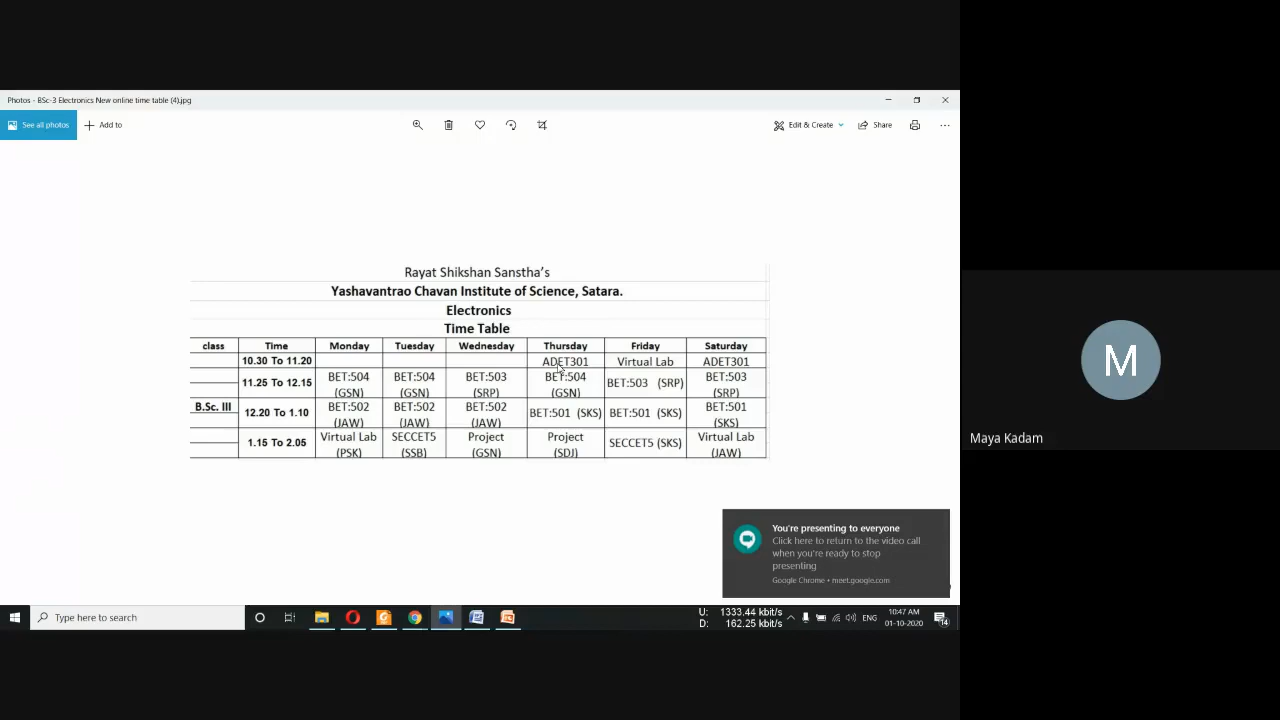 Photos - BSc-3 Electronics New online time table (4).jpg
See all photos
Add to
Edit & Create
Share
Rayat Shikshan Sanstha's
Yashavantrao Chavan Institute of Science, Satara.
Electronics
Time Table
class Time Monday Tuesday Wednesday Thursday Friday Saturday
10.30 To 11.20 ADET301 Virtual Lab ADET301
11.25 To 12.15 BET:504 (GSN) BET:504 (GSN) BET:503 (SRP) BET:504 (GSN) BET:503 (SRP) BET:503 (SRP)
B.Sc. III 12.20 To 1.10 BET:502 (JAW) BET:502 (JAW) BET:502 (JAW) BET:501 (SKS) BET:501 (SKS) BET:501 (SKS)
1.15 To 2.05 Virtual Lab (PSK) SECCET5 (SSB) Project (GSN) Project (SDJ) SECCET5 (SKS) Virtual Lab (JAW)
M
Maya Kadam
You're presenting to everyone
Click here to return to the video call
when you're ready to stop
presenting
Google Chrome • meet.google.com
Type here to search
U: 1333.44 kbit/s
D: 162.25 kbit/s
ENG
10:47 AM
01-10-2020
14